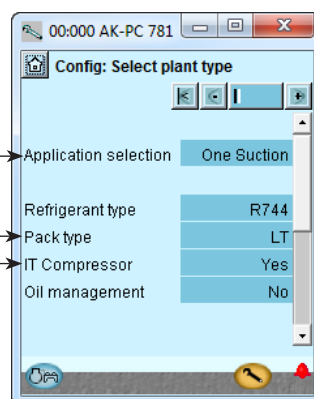 00:000 AK-PC 781
Config: Select plant type
Application selection One Suction
Refrigerant type R744
Pack type LT
IT Compressor Yes
Oil management No